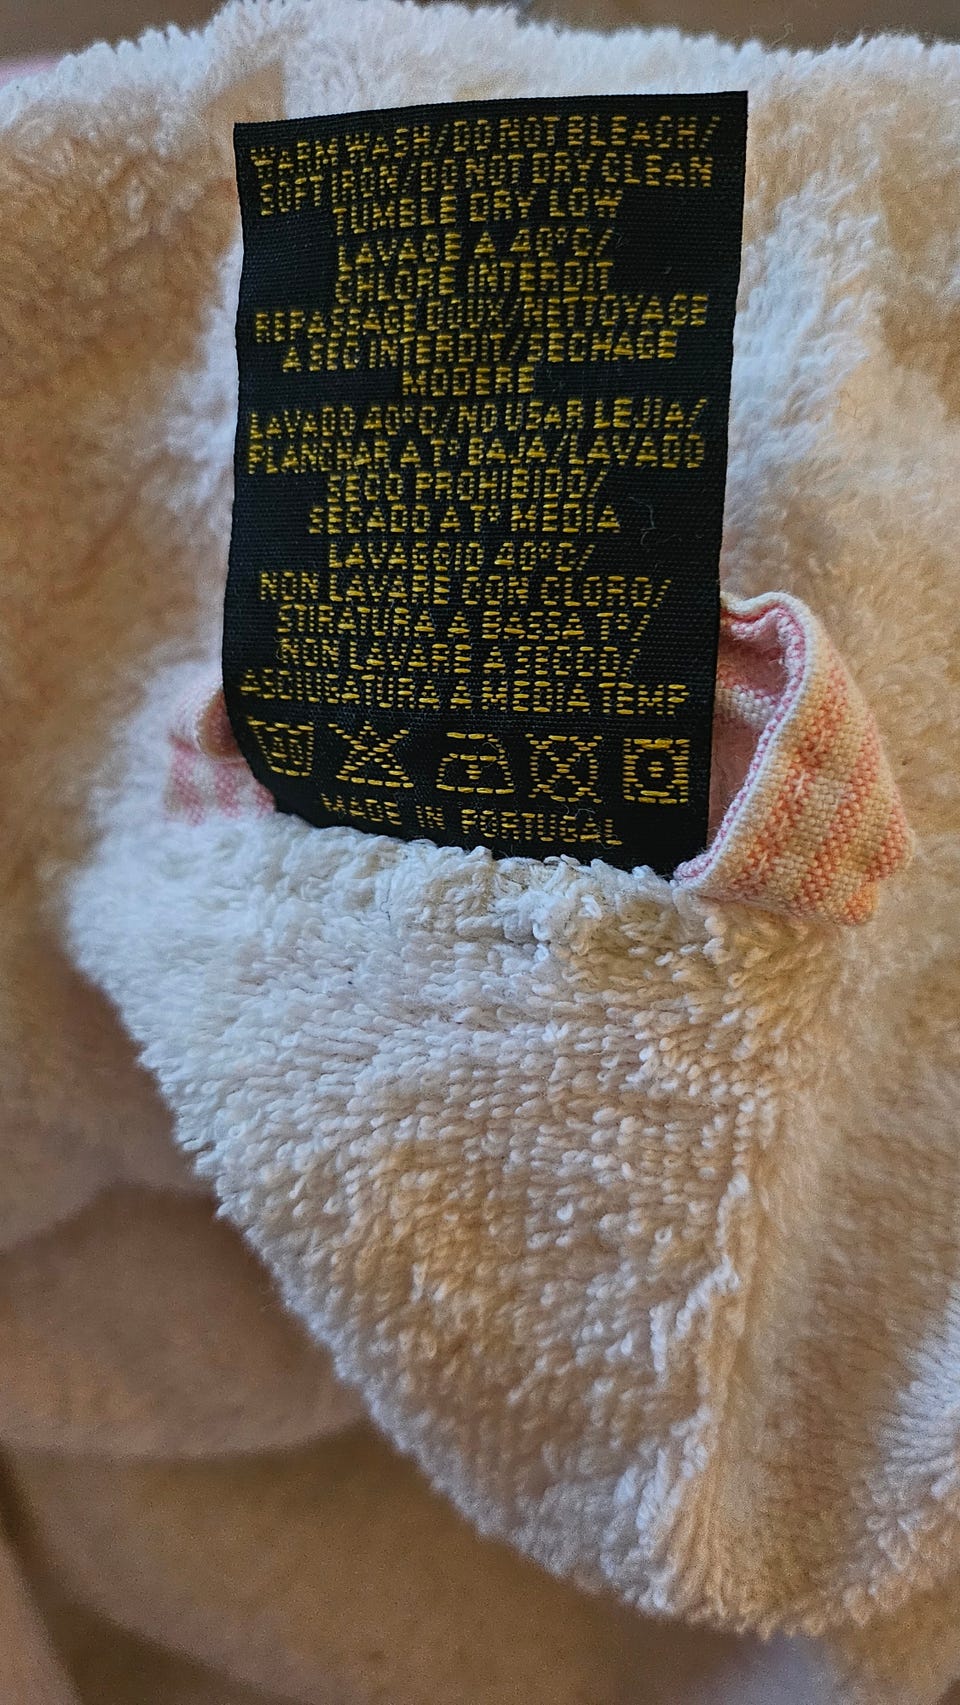 WARM WASH/DO NOT BLEACH/
SOFT IRON/DO NOT DRY CLEAN
TUMBLE DRY LOW
LAVAGE A 40°C/
CHLORE INTERDIT
REPASSAGE DOUX/NETTOYAGE
A SEC INTERDIT/SECHAGE
MODERE
LAVADO 40°C/NO USAR LEJIA/
PLANCHAR A T° BAJA/LAVADO
SECO PROHIBIDO/
SECADO A T° MEDIA
LAVAGGIO 40°C/
NON LAVARE CON CLORO/
STIRATURA A BASSA T°/
NON LAVARE A SECCO/
ASCIUGATURA A MEDIA TEMP
MADE IN PORTUGAL